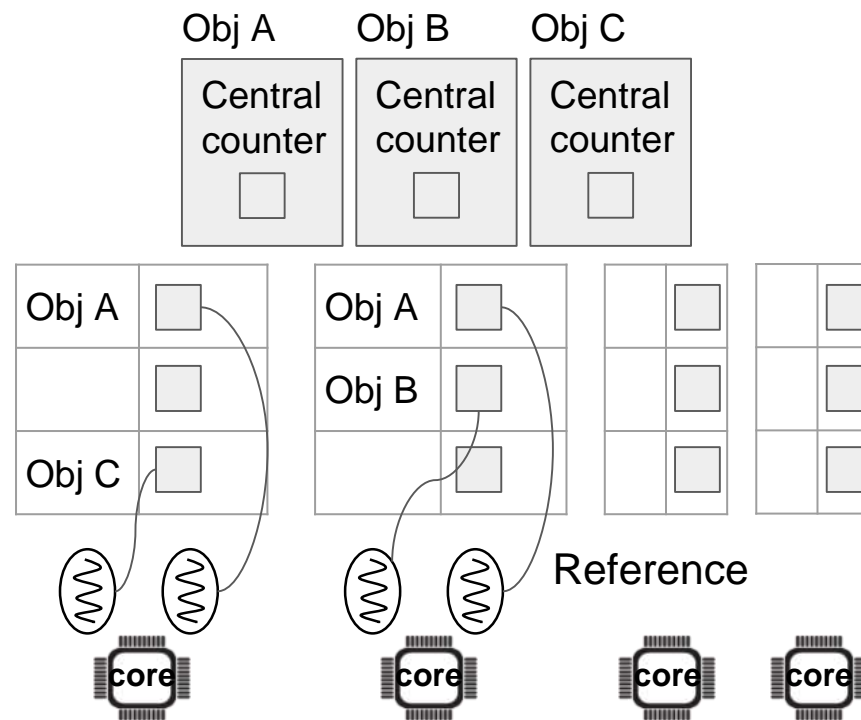 Obj A
Obj B
Obj C
Central
counter
Central
counter
Central
counter
Obj A
Obj C
Obj A
Obj B
Reference
core
core
core
core